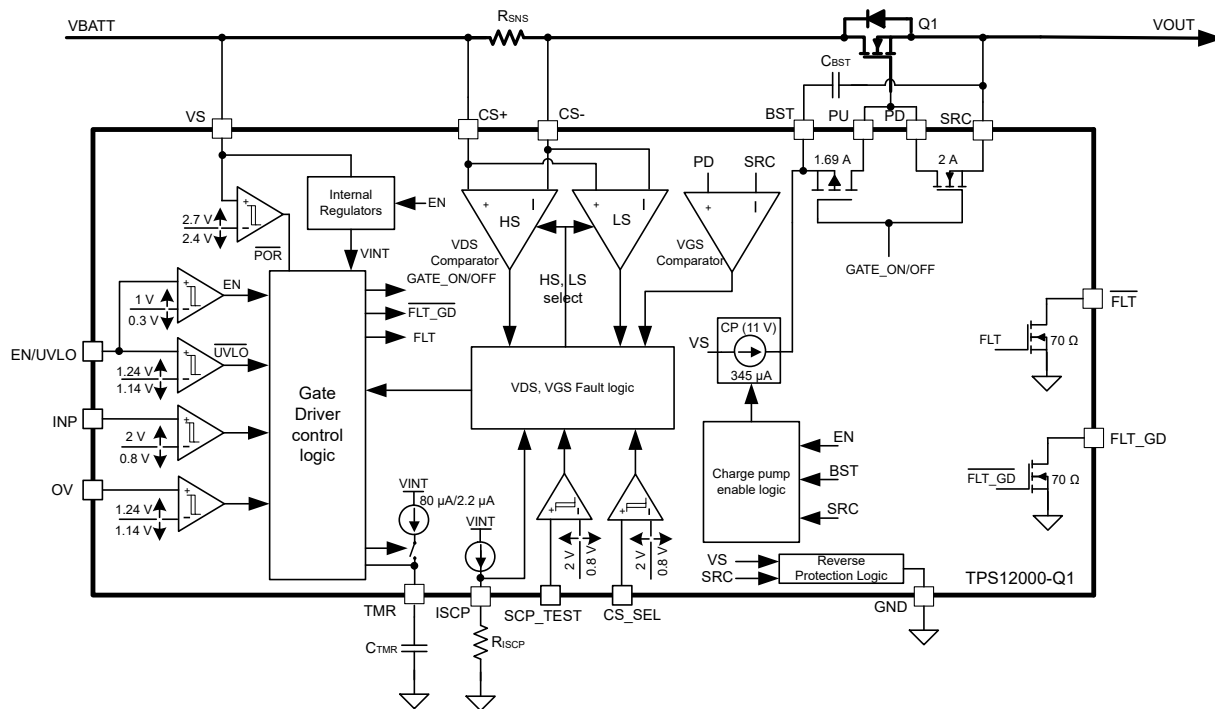 VBATT
RSNS
Q1
VOUT
CBST
VS
CS+
CS-
BST
PU
PD
SRC
1.69 A
2 A
PD
SRC
Internal
Regulators
EN
+
–
HS
+
–
LS
+
–
2.7 V
2.4 V
+
–
POR
VINT
VDS
Comparator
GATE_ON/OFF
HS, LS
select
VGS
Comparator
GATE_ON/OFF
EN
+
–
1 V
0.3 V
FLT_GD
FLT
FLT
FLT
70 Ω
CP (11 V)
VS
345 µA
EN/UVLO
UVLO
+
–
1.24 V
1.14 V
Gate
Driver
control
logic
VDS, VGS Fault logic
INP
+
–
2 V
0.8 V
Charge pump
enable logic
EN
BST
SRC
FLT_GD
FLT_GD
70 Ω
OV
+
–
1.24 V
1.14 V
VINT
80 µA/2.2 µA
VINT
+
–
2 V
0.8 V
+
–
2 V
0.8 V
VS
SRC
Reverse
Protection Logic
TPS12000-Q1
TMR
ISCP
SCP_TEST
CS_SEL
GND
CTMR
RISCP